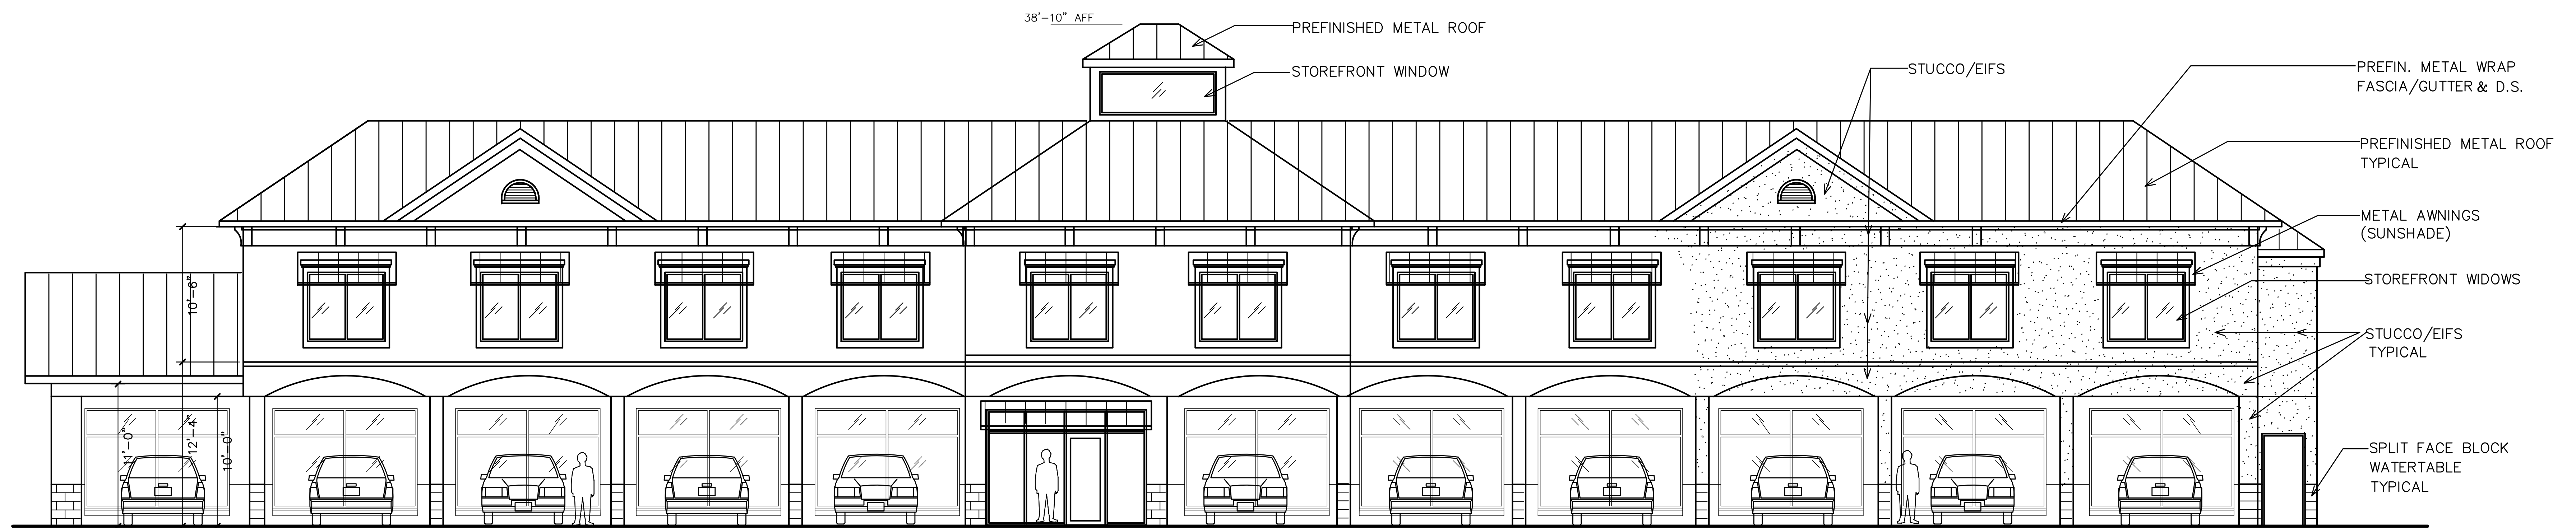 38'-10" AFF
PREFINISHED METAL ROOF
STOREFRONT WINDOW
STUCCO/EIFS
PREFIN. METAL WRAP
FASCIA/GUTTER & D.S.
PREFINISHED METAL ROOF
TYPICAL
METAL AWNINGS
(SUNSHADE)
STOREFRONT WIDOWS
STUCCO/EIFS
TYPICAL
SPLIT FACE BLOCK
WATERTABLE
TYPICAL
10'-6"
11'-0"
12'-4"
10'-0"